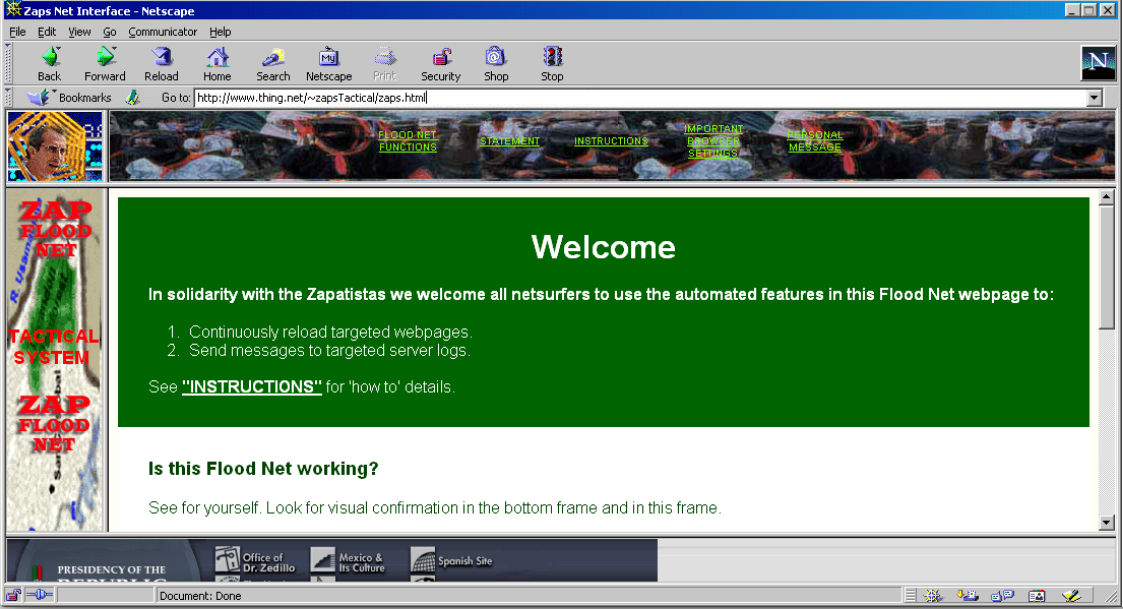 Zaps Net Interface - Netscape
File Edit View Go Communicator Help
Back Forward Reload Home Search Netscape Print Security Shop Stop
Bookmarks Go to: http://www.thing.net/~zapsTactical/zaps.html
FLOOD NET
FUNCTIONS
STATEMENT
INSTRUCTIONS
IMPORTANT
BROWSER
SETTINGS
PERSONAL
MESSAGE
ZAP
FLOOD
NET
TACTICAL
SYSTEM
ZAP
FLOOD
NET
Welcome
In solidarity with the Zapatistas we welcome all netsurfers to use the automated features in this Flood Net webpage to:
1. Continuously reload targeted webpages.
2. Send messages to targeted server logs.
See "INSTRUCTIONS" for 'how to' details.
Is this Flood Net working?
See for yourself. Look for visual confirmation in the bottom frame and in this frame.
PRESIDENCY OF THE
REPUBLIC
Office of
Dr. Zedillo
Mexico &
Its Culture
Spanish Site
Document: Done